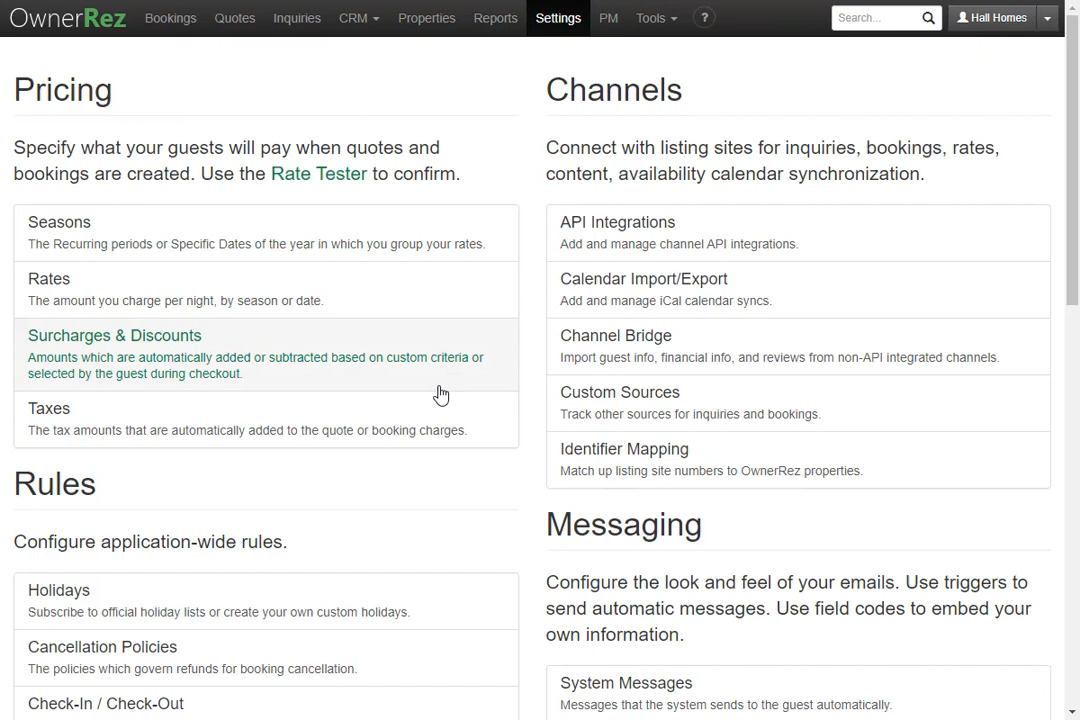 OwnerRez Bookings Quotes Inquiries CRM Properties Reports Settings PM Tools ? Search... Hall Homes
Pricing
Specify what your guests will pay when quotes and
bookings are created. Use the Rate Tester to confirm.
Seasons
The Recurring periods or Specific Dates of the year in which you group your rates.
Rates
The amount you charge per night, by season or date.
Surcharges & Discounts
Amounts which are automatically added or subtracted based on custom criteria or
selected by the guest during checkout.
Taxes
The tax amounts that are automatically added to the quote or booking charges.
Rules
Configure application-wide rules.
Holidays
Subscribe to official holiday lists or create your own custom holidays.
Cancellation Policies
The policies which govern refunds for booking cancellation.
Check-In / Check-Out
Channels
Connect with listing sites for inquiries, bookings, rates,
content, availability calendar synchronization.
API Integrations
Add and manage channel API integrations.
Calendar Import/Export
Add and manage iCal calendar syncs.
Channel Bridge
Import guest info, financial info, and reviews from non-API integrated channels.
Custom Sources
Track other sources for inquiries and bookings.
Identifier Mapping
Match up listing site numbers to OwnerRez properties.
Messaging
Configure the look and feel of your emails. Use triggers to
send automatic messages. Use field codes to embed your
own information.
System Messages
Messages that the system sends to the guest automatically.